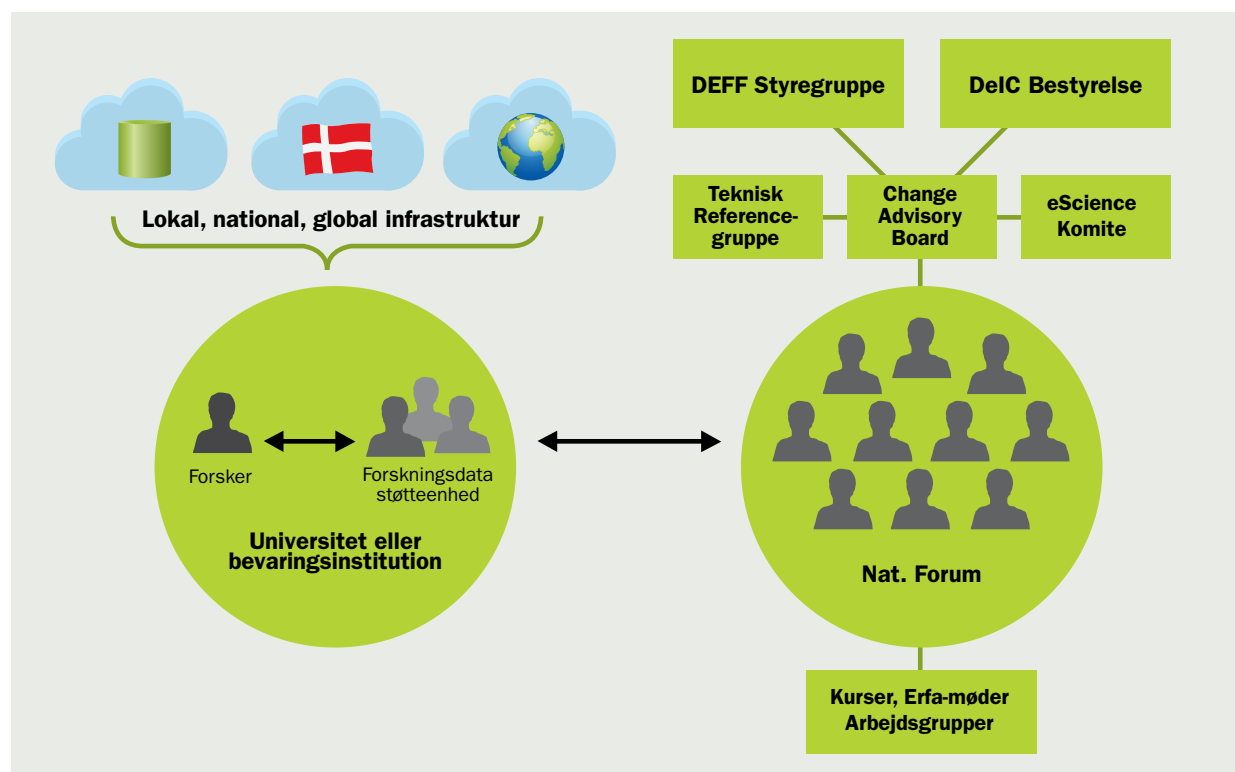 Lokal, national, global infrastruktur
Forsker
Forskningsdata
støtteenhed
Universitet eller
bevaringsinstitution
DEFF Styregruppe
DeIC Bestyrelse
Teknisk
Reference-
gruppe
Change
Advisory
Board
eScience
Komite
Nat. Forum
Kurser, Erfa-møder
Arbejdsgrupper